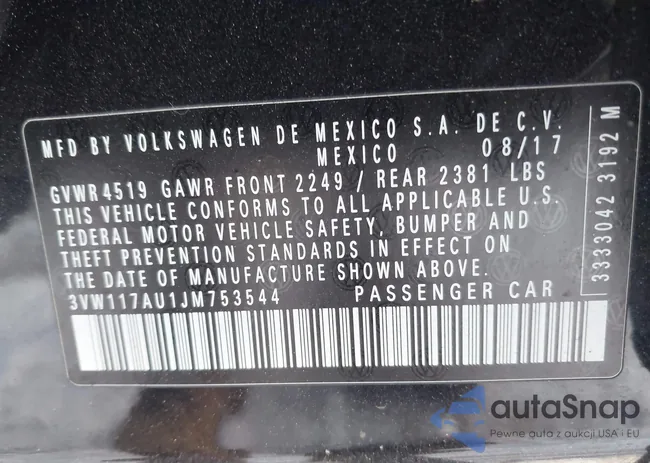 MFD BY VOLKSWAGEN DE MEXICO S.A. DE C.V.
MEXICO 08/17
GVWR 4519 GAWR FRONT 2249 / REAR 2381 LBS
THIS VEHICLE CONFORMS TO ALL APPLICABLE U.S.
FEDERAL MOTOR VEHICLE SAFETY, BUMPER AND
THEFT PREVENTION STANDARDS IN EFFECT ON
THE DATE OF MANUFACTURE SHOWN ABOVE
3VW117AU1JM753544 PASSENGER CAR
3333042 3192 M
autaSnap
Pewne auta z aukcji USA i EU